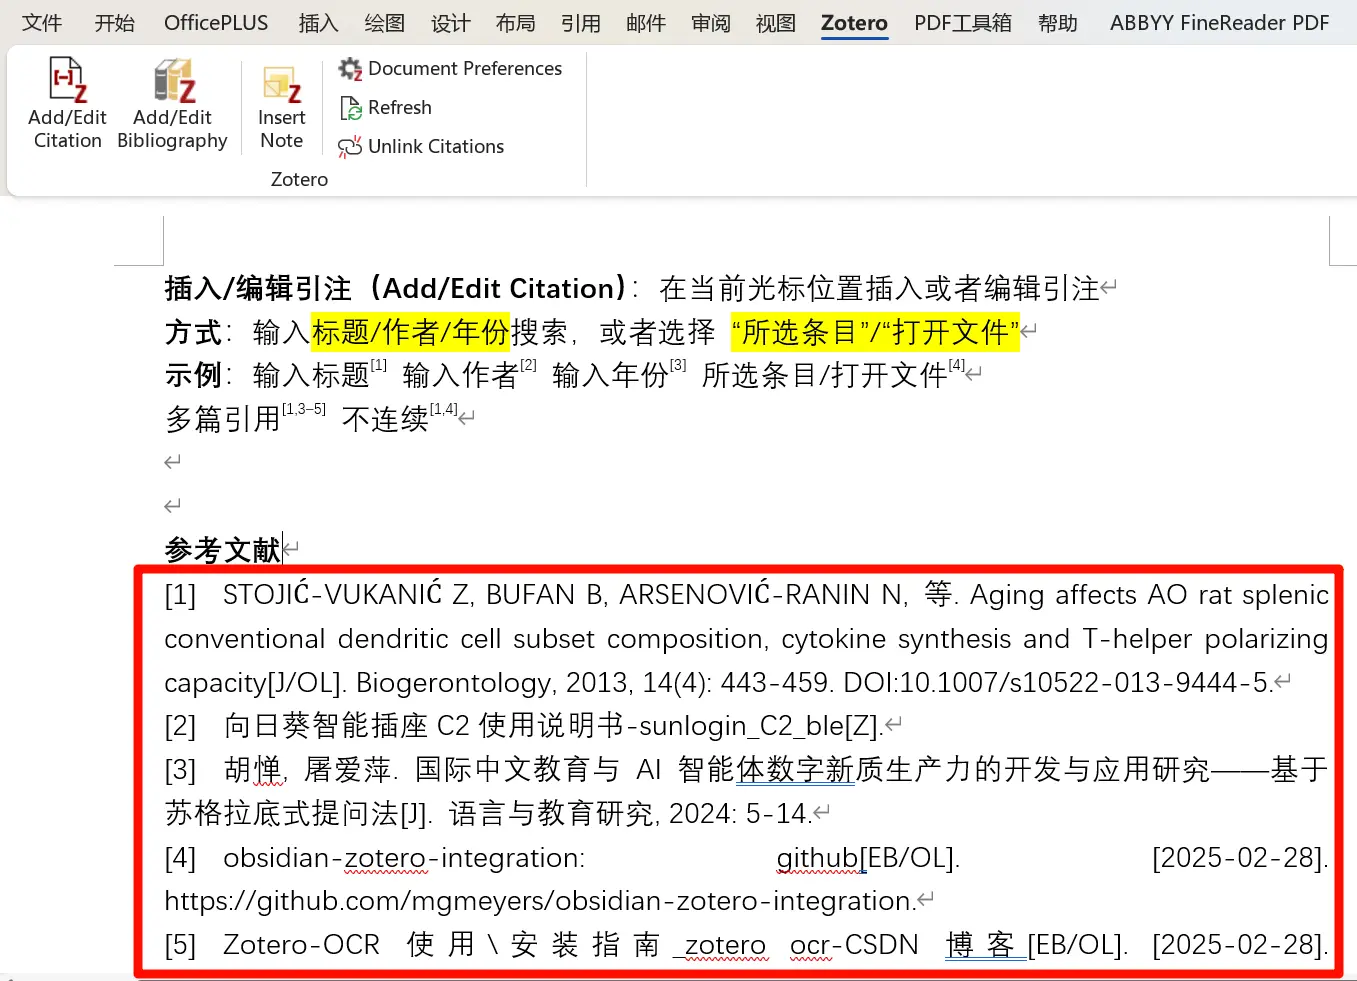 文件 开始 OfficePLUS 插入 绘图 设计 布局 引用 邮件 审阅 视图 Zotero PDF工具箱 帮助 ABBYY FineReader PDF
Add/Edit Citation
Add/Edit Bibliography
Insert Note
Document Preferences
Refresh
Unlink Citations
Zotero
插入/编辑引注（Add/Edit Citation）：在当前光标位置插入或者编辑引注
方式：输入标题/作者/年份搜索，或者选择 “所选条目”/“打开文件”
示例：输入标题[1] 输入作者[2] 输入年份[3] 所选条目/打开文件[4]
多篇引用[1,3–5] 不连续[1,4]
参考文献
[1] STOJIĆ-VUKANIĆ Z, BUFAN B, ARSENOVIĆ-RANIN N, 等. Aging affects AO rat splenic
conventional dendritic cell subset composition, cytokine synthesis and T-helper polarizing
capacity[J/OL]. Biogerontology, 2013, 14(4): 443-459. DOI:10.1007/s10522-013-9444-5.
[2] 向日葵智能插座 C2 使用说明书-sunlogin_C2_ble[Z].
[3] 胡惮, 屠爱萍. 国际中文教育与 AI 智能体数字新质生产力的开发与应用研究——基于
苏格拉底式提问法[J]. 语言与教育研究, 2024: 5-14.
[4] obsidian-zotero-integration: github[EB/OL]. [2025-02-28].
https://github.com/mgmeyers/obsidian-zotero-integration.
[5] Zotero-OCR 使用\安装指南_zotero ocr-CSDN 博客[EB/OL]. [2025-02-28].